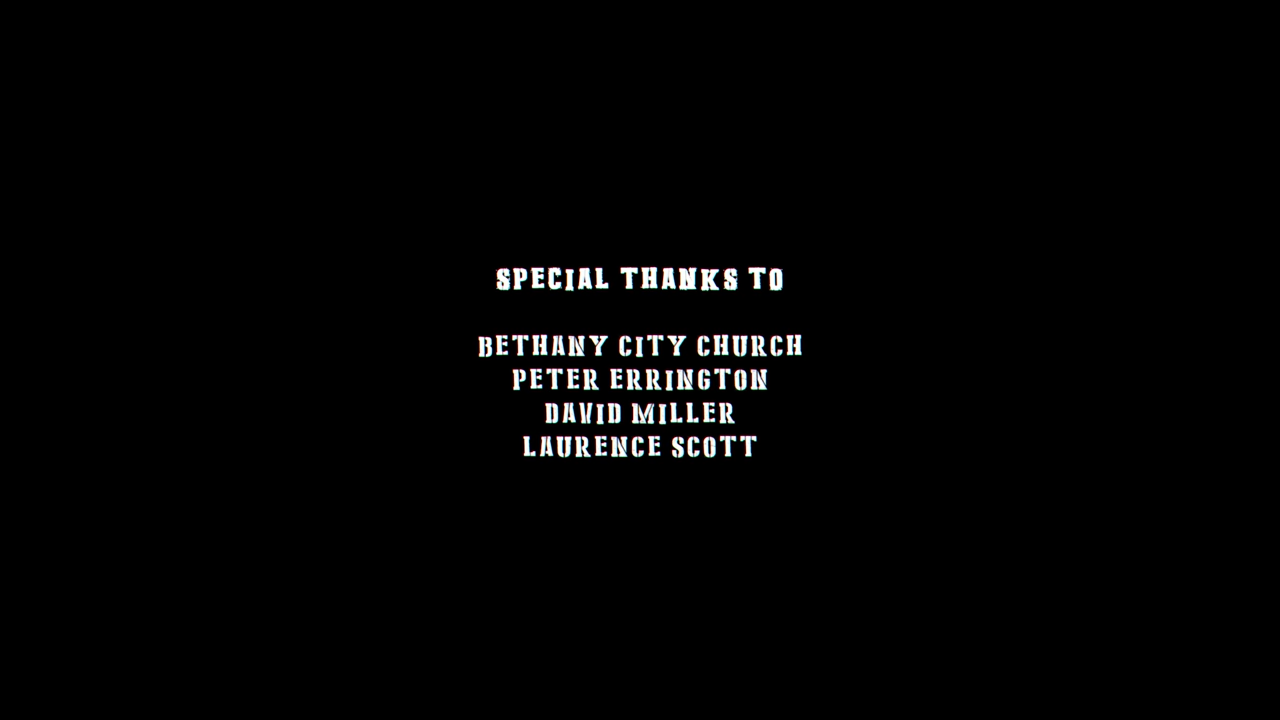 SPECIAL THANKS TO
BETHANY CITY CHURCH
PETER ERRINGTON
DAVID MILLER
LAURENCE SCOTT